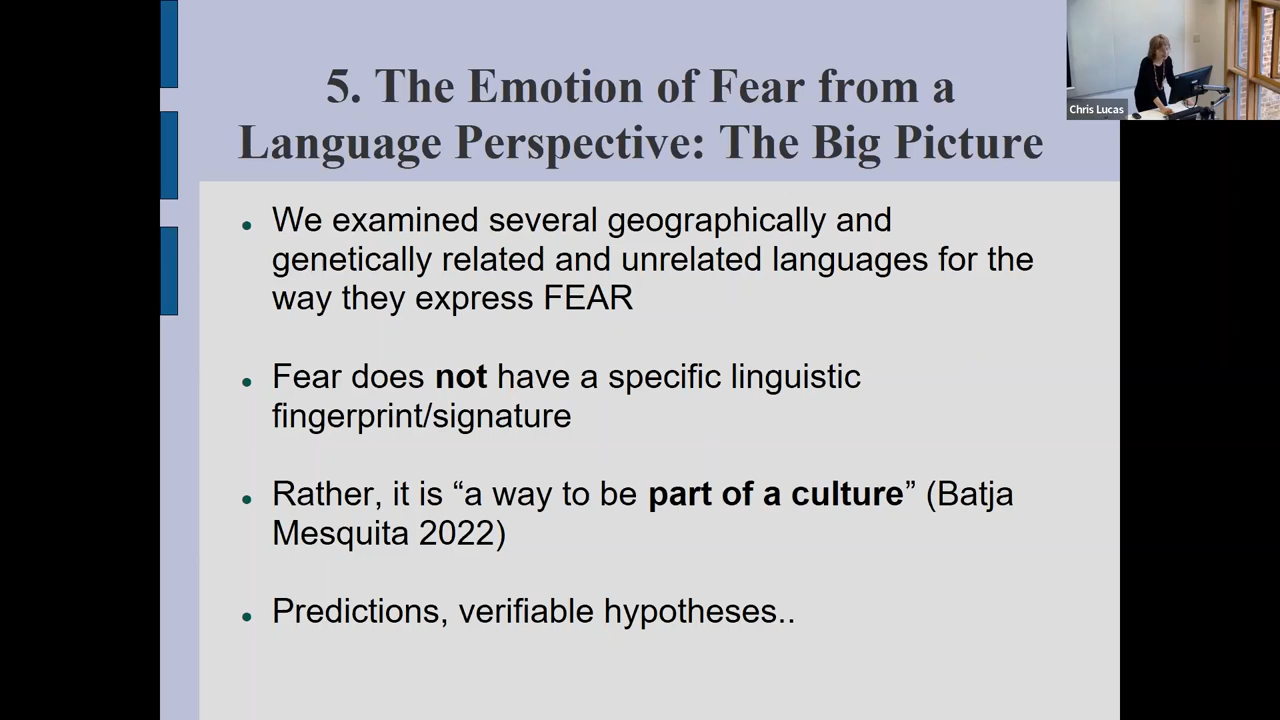 5. The Emotion of Fear from a
Language Perspective: The Big Picture
Chris Lucas
We examined several geographically and
genetically related and unrelated languages for the
way they express FEAR
Fear does not have a specific linguistic
fingerprint/signature
Rather, it is “a way to be part of a culture” (Batja
Mesquita 2022)
Predictions, verifiable hypotheses..